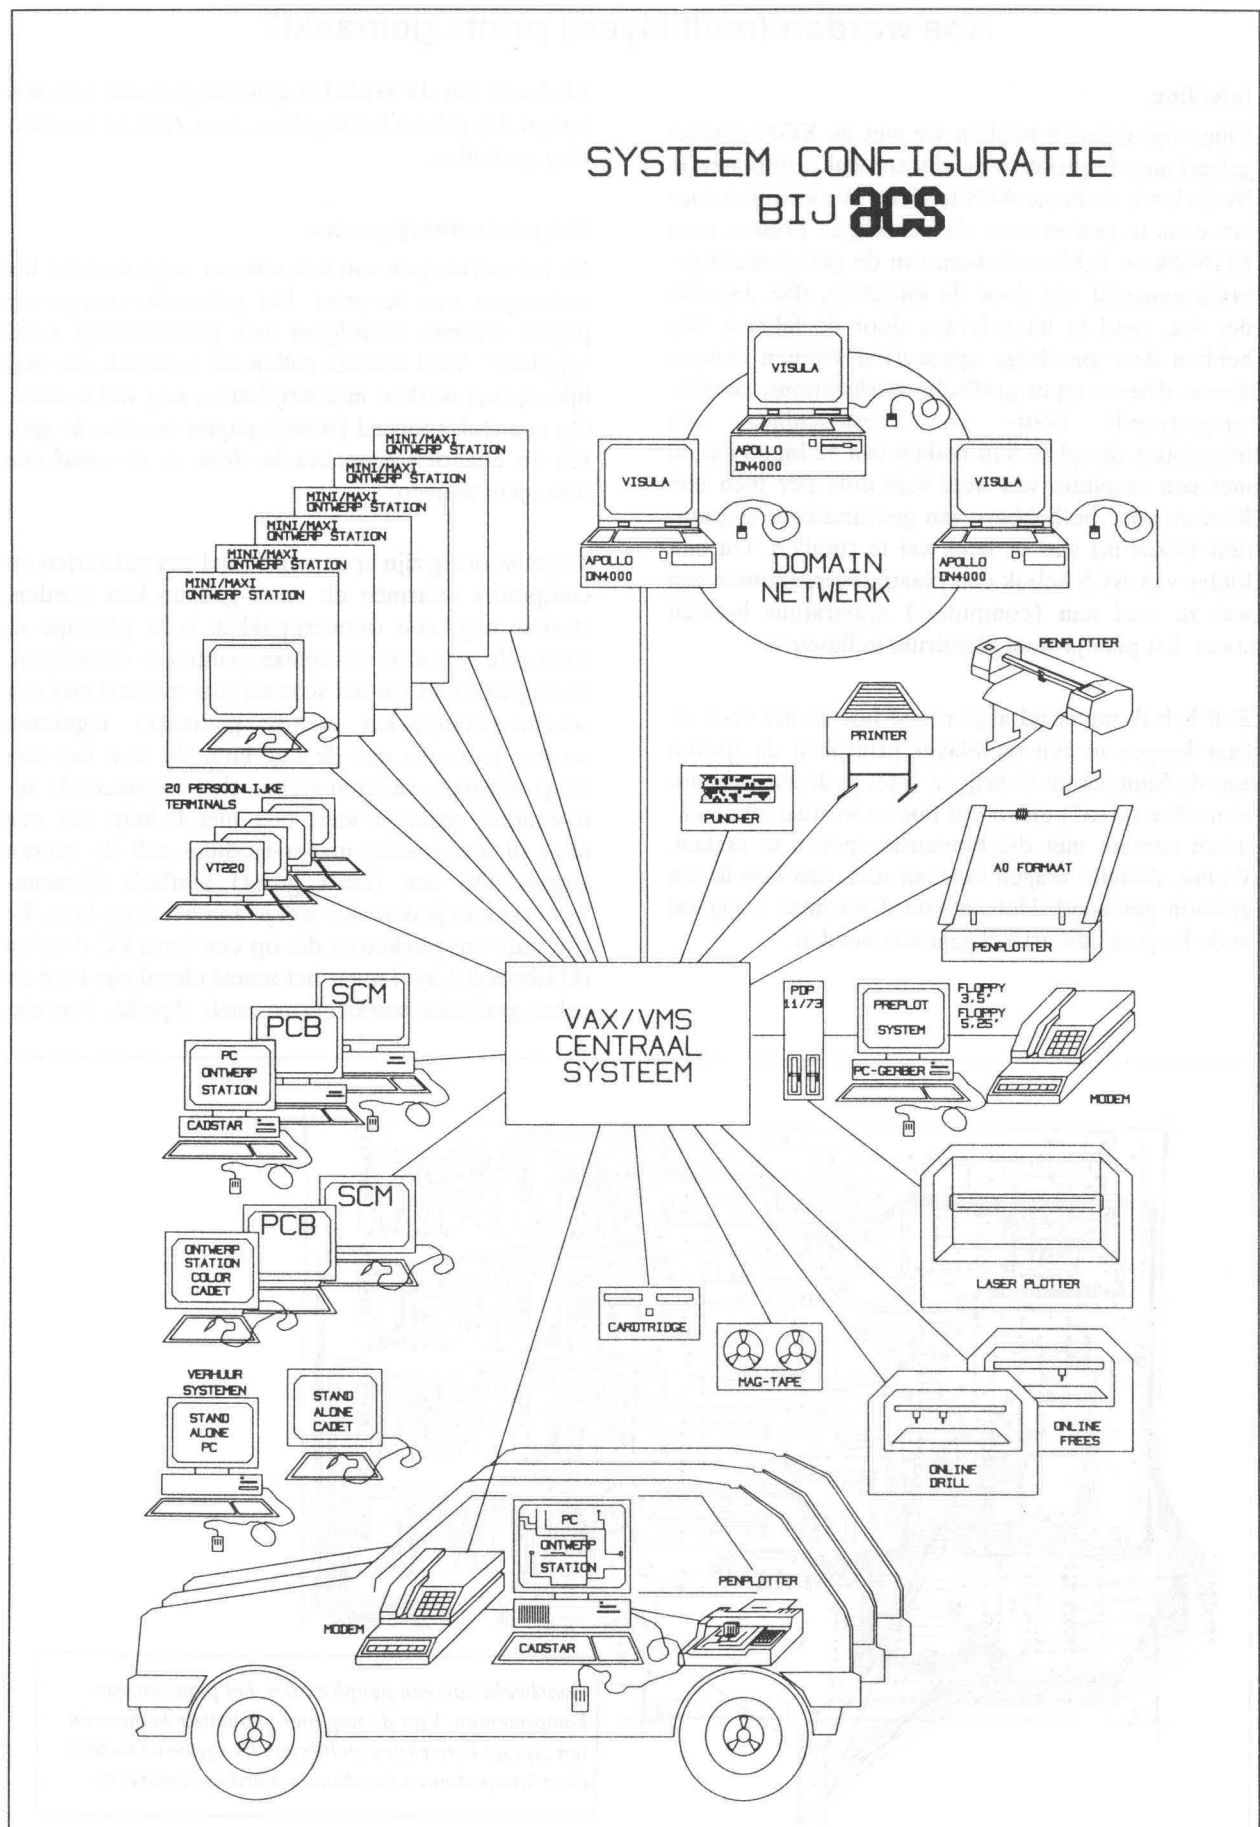 SYSTEEM CONFIGURATIE
BIJ acs
VISULA
APOLLO
DN4000
VISULA
APOLLO
DN4000
VISULA
APOLLO
DN4000
DOMAIN
NETWERK
MINI/MAXI
ONTWERP STATION
MINI/MAXI
ONTWERP STATION
MINI/MAXI
ONTWERP STATION
MINI/MAXI
ONTWERP STATION
MINI/MAXI
ONTWERP STATION
MINI/MAXI
ONTWERP STATION
20 PERSOONLIJKE
TERMINALS
VT220
PENPLOTTER
PRINTER
PUNCHER
A0 FORMAAT
PENPLOTTER
VAX/VMS
CENTRAAL
SYSTEEM
PDP
11/73
PREPLOT
SYSTEM
PC-GERBER
FLOPPY
3.5"
FLOPPY
5.25"
MODEM
SCM
PCB
PC
ONTWERP
STATION
CADSTAR
SCM
PCB
ONTWERP
STATION
COLOR
CADET
LASER PLOTTER
CARDTRIDGE
MAG-TAPE
ONLINE
FREES
ONLINE
DRILL
VERHUUR
SYSTEMEN
STAND
ALONE
PC
STAND
ALONE
CADET
PC
ONTWERP
STATION
CADSTAR
MODEM
PENPLOTTER